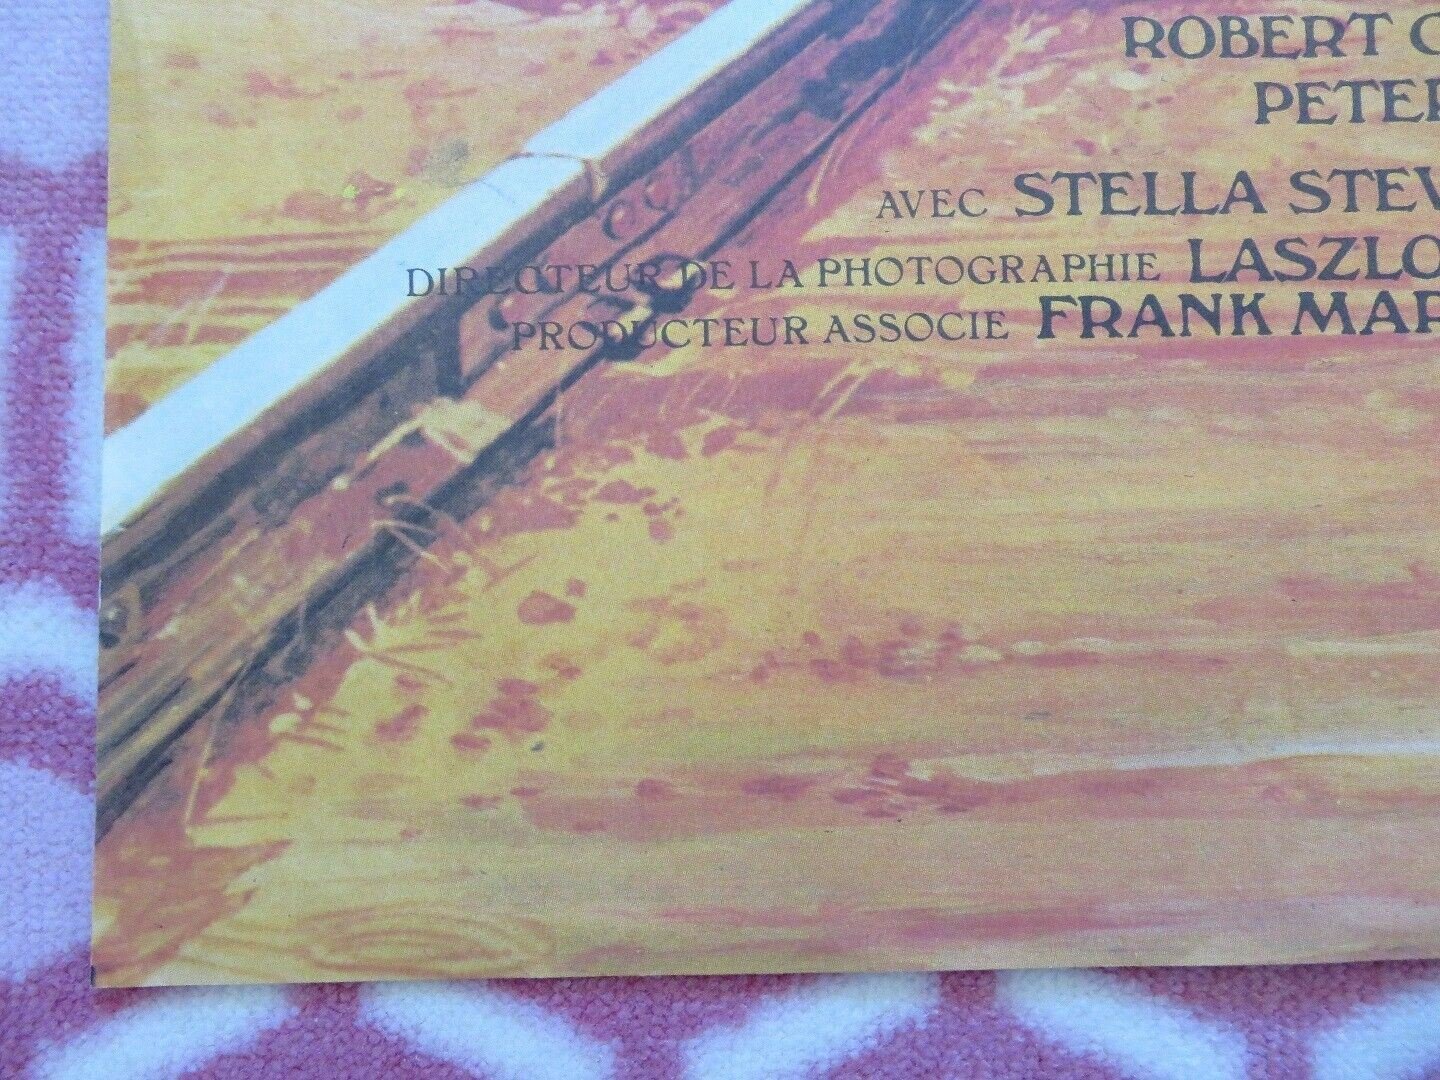 ROBERT
PETER
AVEC STELLA STEV
DIRECTEUR DE LA PHOTOGRAPHIE LASZLO
PRODUCTEUR ASSOCIE FRANK MAR